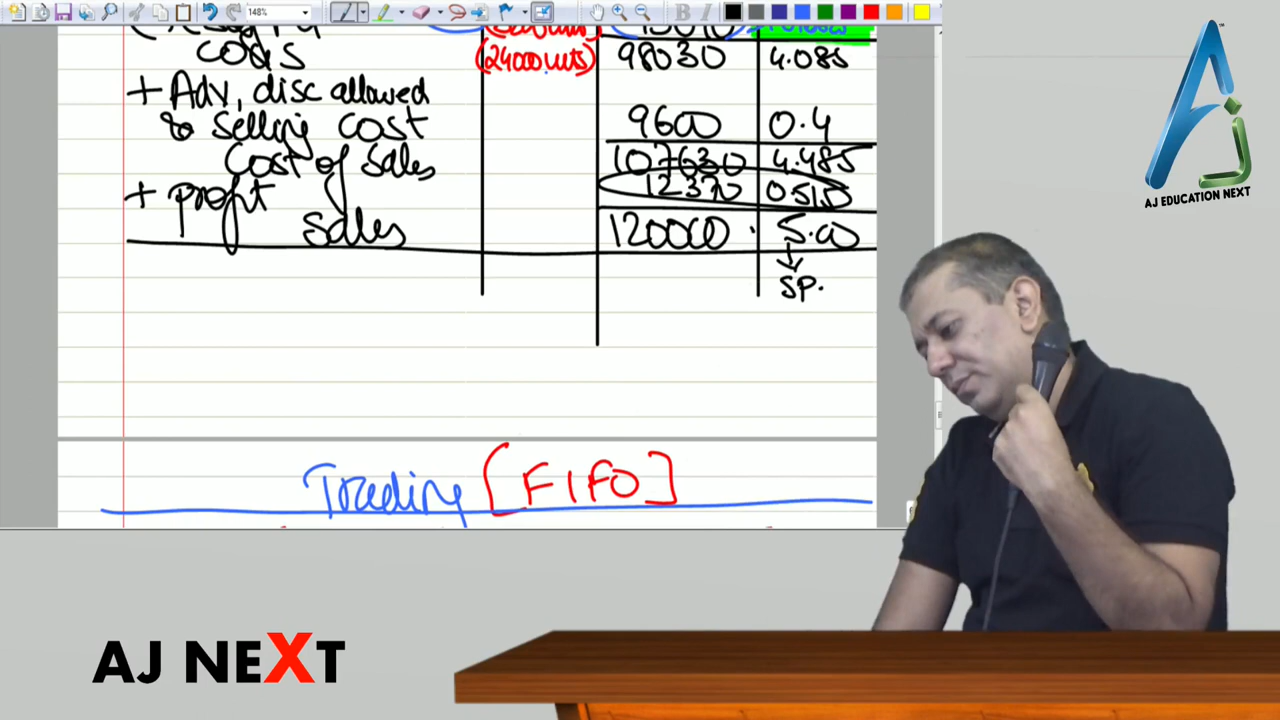 148%
B I U
COGS (24000 units) 98030 4.085
+ Adv, disc allowed
& selling cost 9600 0.4
Cost of sales 107630 4.485
+ profit 12370 0.515
Sales 120000 5.00
SP.
Trading [FIFO]
AJ EDUCATION NEXT
AJ NEXT